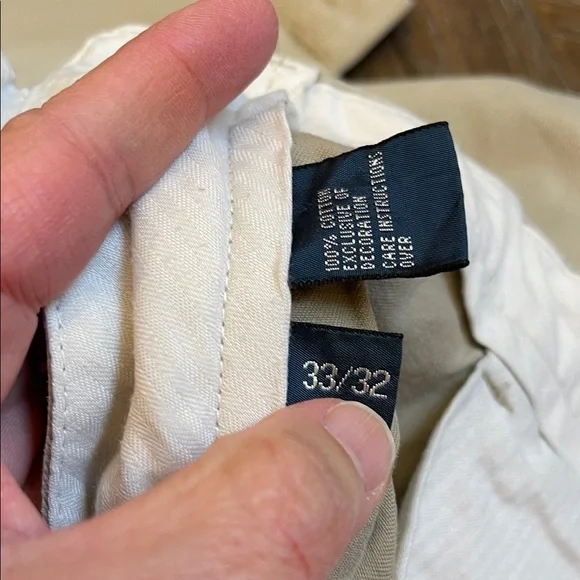 100% COTTON
EXCLUSIVE OF
DECORATION
CARE INSTRUCTIONS
OVER
33/32